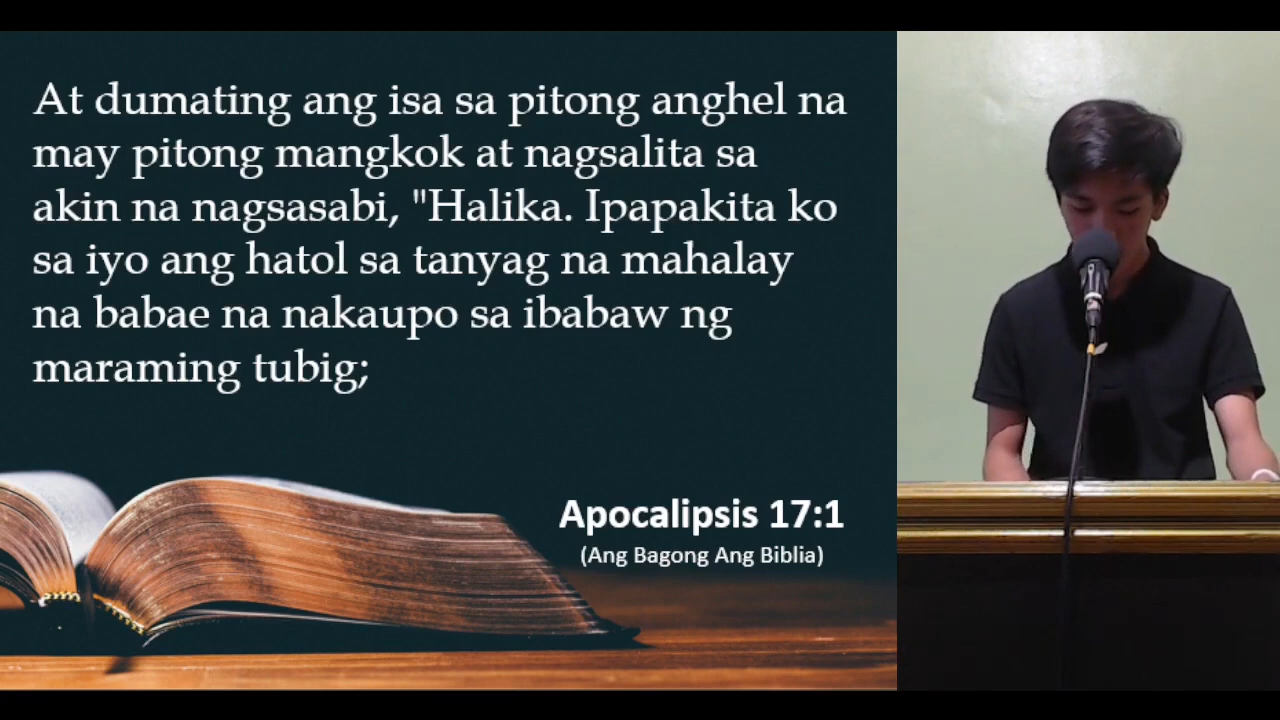 At dumating ang isa sa pitong anghel na
may pitong mangkok at nagsalita sa
akin na nagsasabi, "Halika. Ipapakita ko
sa iyo ang hatol sa tanyag na mahalay
na babae na nakaupo sa ibabaw ng
maraming tubig;
Apocalipsis 17:1
(Ang Bagong Ang Biblia)